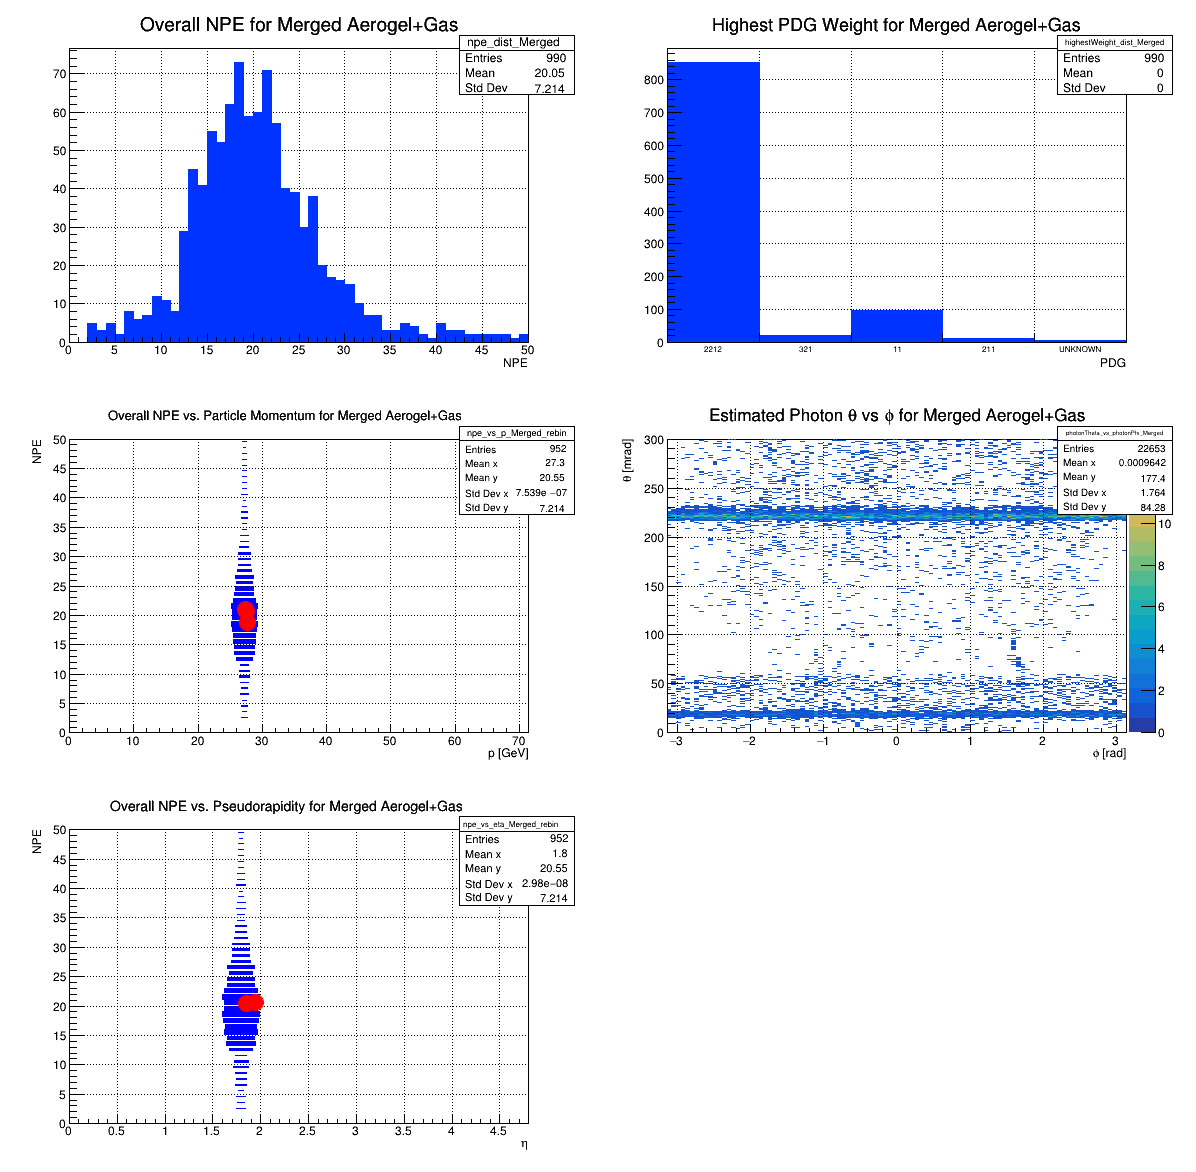 Overall NPE for Merged Aerogel+Gas
npe_dist_Merged
Entries 990
Mean 20.05
Std Dev 7.214
70
60
50
40
30
20
10
0
0 5 10 15 20 25 30 35 40 45 50
NPE
Highest PDG Weight for Merged Aerogel+Gas
highestWeight_dist_Merged
Entries 990
Mean 0
Std Dev 0
800
700
600
500
400
300
200
100
0
2212 321 11 211 UNKNOWN
PDG
Overall NPE vs. Particle Momentum for Merged Aerogel+Gas
npe_vs_p_Merged_rebin
Entries 952
Mean x 27.3
Mean y 20.55
Std Dev x 7.539e −07
Std Dev y 7.214
NPE
50
45
40
35
30
25
20
15
10
5
0
0 10 20 30 40 50 60 70
p [GeV]
Estimated Photon θ vs ϕ for Merged Aerogel+Gas
photonTheta_vs_photonPhi_Merged
Entries 22653
Mean x 0.0009642
Mean y 177.4
Std Dev x 1.764
Std Dev y 84.28
θ [mrad]
300
250
200
150
100
50
0
−3 −2 −1 0 1 2 3
ϕ [rad]
10
8
6
4
2
0
Overall NPE vs. Pseudorapidity for Merged Aerogel+Gas
npe_vs_eta_Merged_rebin
Entries 952
Mean x 1.8
Mean y 20.55
Std Dev x 2.98e−08
Std Dev y 7.214
NPE
50
45
40
35
30
25
20
15
10
5
0
0 0.5 1 1.5 2 2.5 3 3.5 4 4.5
η